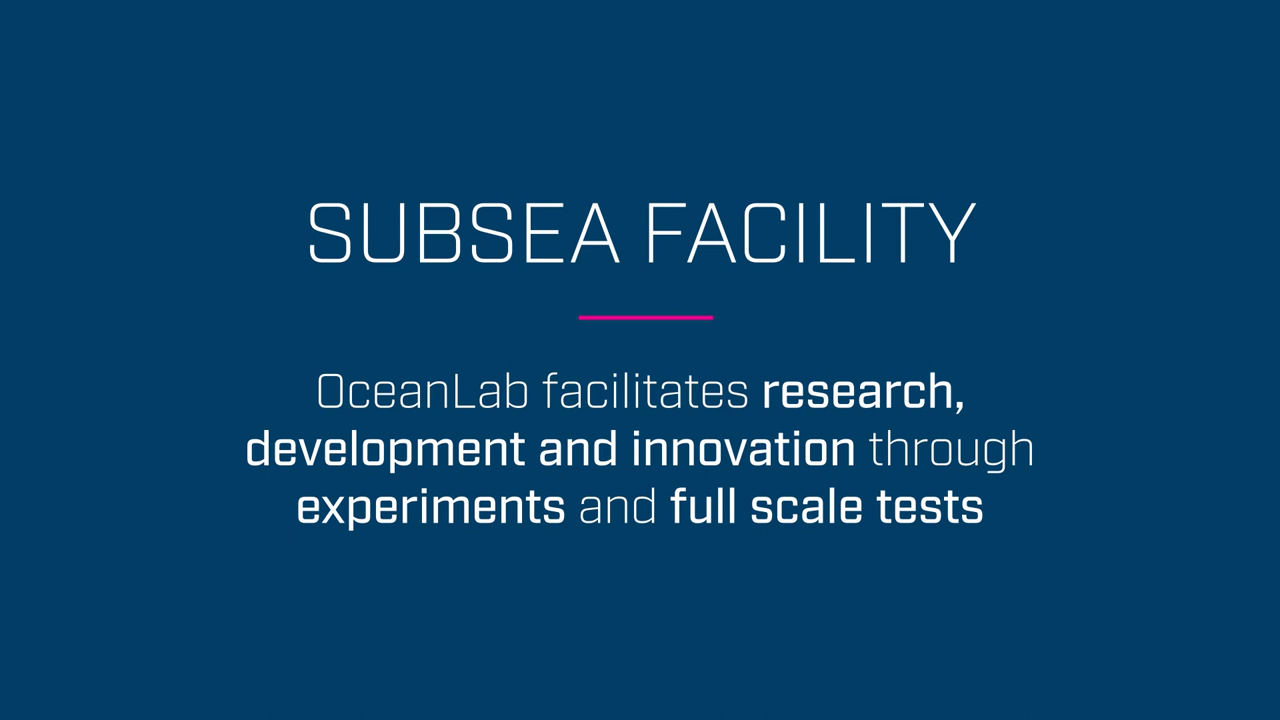 SUBSEA FACILITY
OceanLab facilitates research,
development and innovation through
experiments and full scale tests